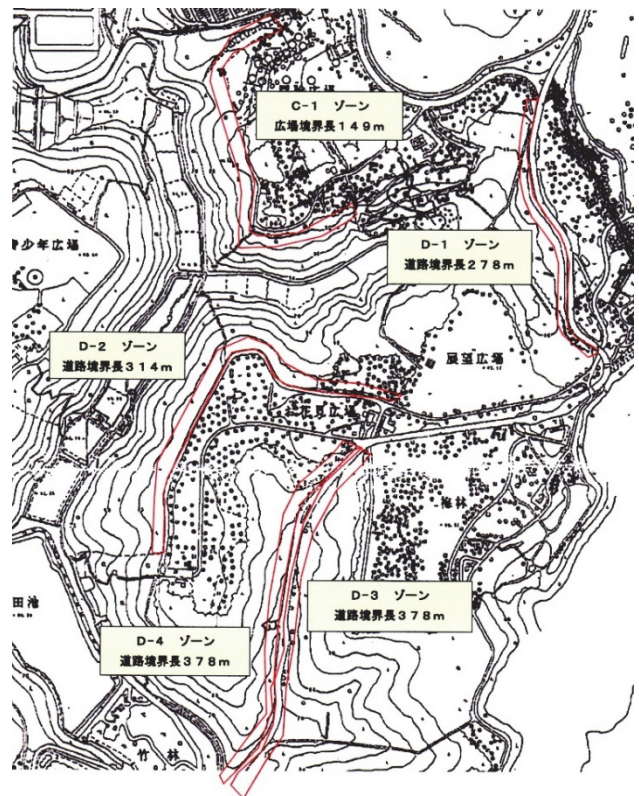 C-1 ゾーン
広場境界長149m
D-1 ゾーン
道路境界長278m
少年広場
D-2 ゾーン
道路境界長314m
展望広場
お花見広場
梅林
D-3 ゾーン
道路境界長378m
田池
D-4 ゾーン
道路境界長378m
竹林